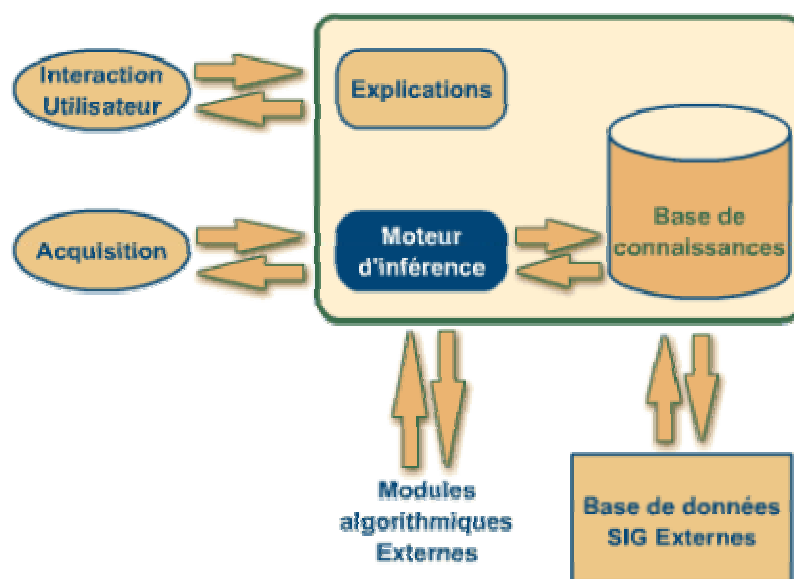 Interaction
Utilisateur
Explications
Acquisition
Moteur
d'inférence
Base de
connaissances
Modules
algorithmiques
Externes
Base de données
SIG Externes